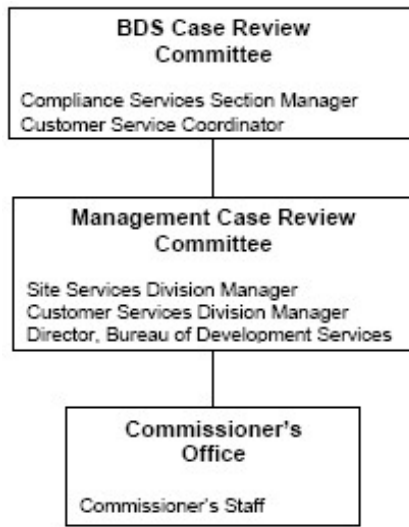 BDS Case Review
Committee
Compliance Services Section Manager
Customer Service Coordinator
Management Case Review
Committee
Site Services Division Manager
Customer Services Division Manager
Director, Bureau of Development Services
Commissioner's
Office
Commissioner's Staff